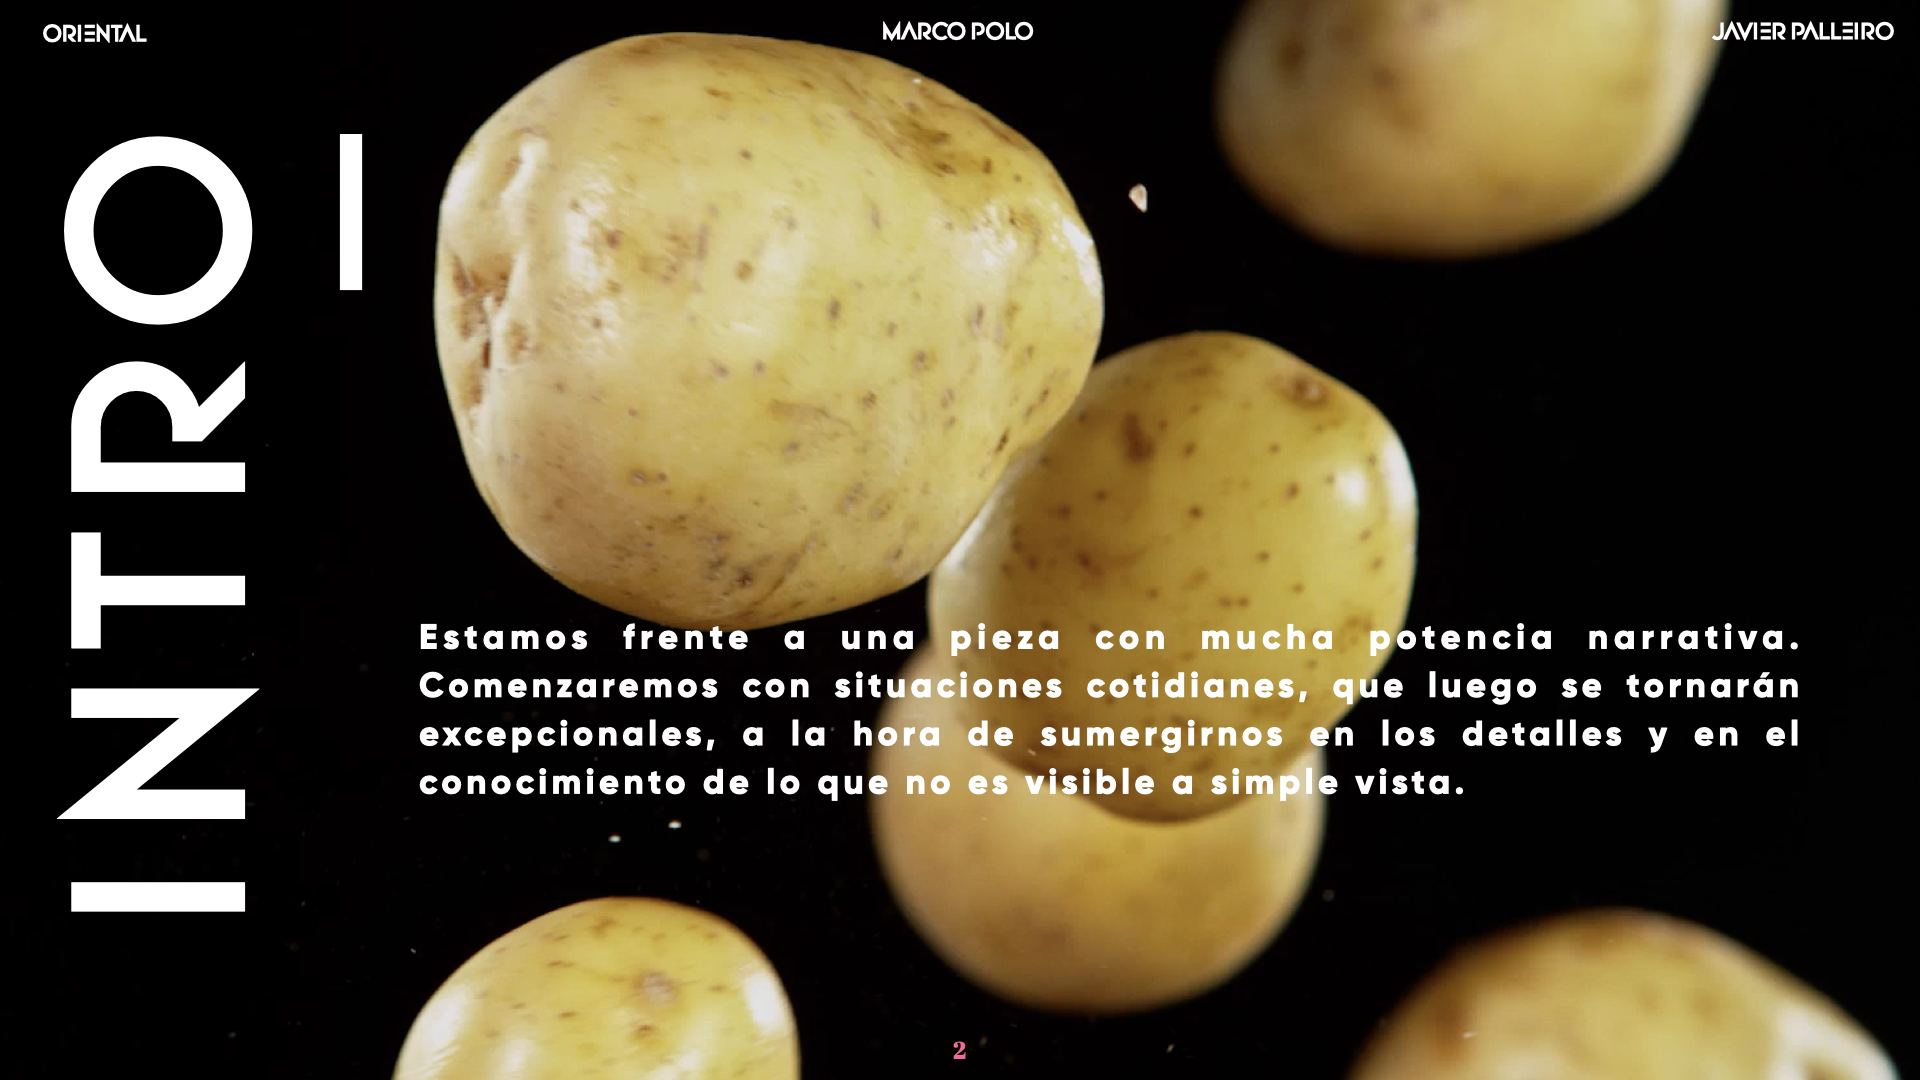 ORIENTAL
MARCO POLO
JAVIER PALLEIRO
INTRO
Estamos frente a una pieza con mucha potencia narrativa.
Comenzaremos con situaciones cotidianes, que luego se tornarán
excepcionales, a la hora de sumergirnos en los detalles y en el
conocimiento de lo que no es visible a simple vista.
2